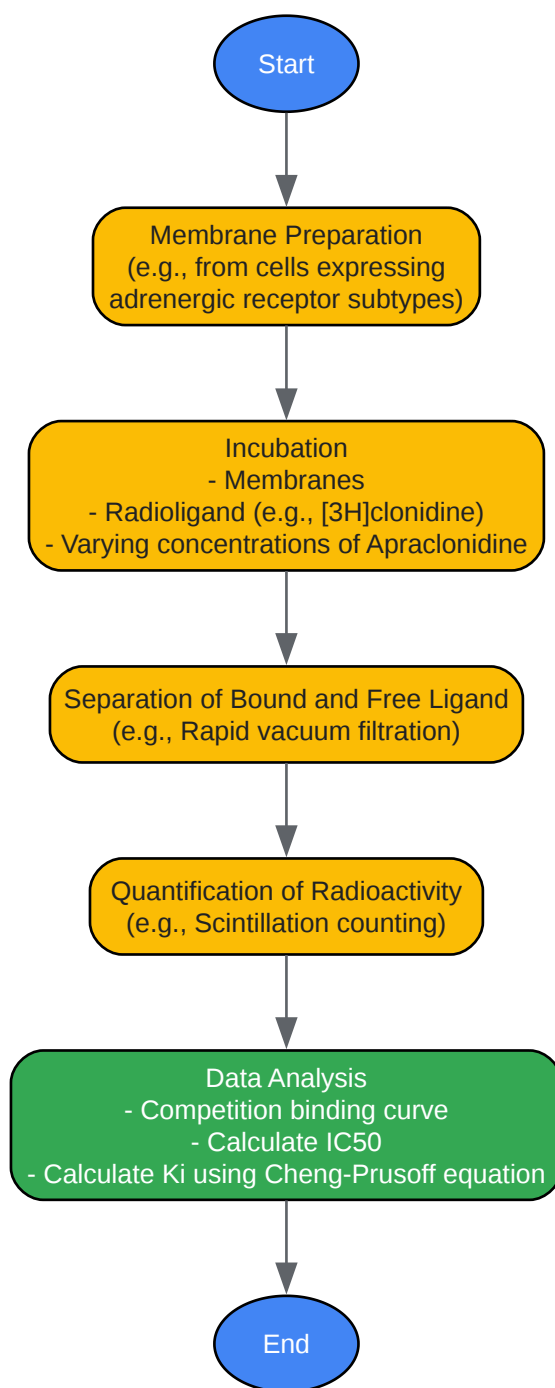 Start
Membrane Preparation
(e.g., from cells expressing
adrenergic receptor subtypes)
Incubation
- Membranes
- Radioligand (e.g., [3H]clonidine)
- Varying concentrations of Apraclonidine
Separation of Bound and Free Ligand
(e.g., Rapid vacuum filtration)
Quantification of Radioactivity
(e.g., Scintillation counting)
Data Analysis
- Competition binding curve
- Calculate IC50
- Calculate Ki using Cheng-Prusoff equation
End